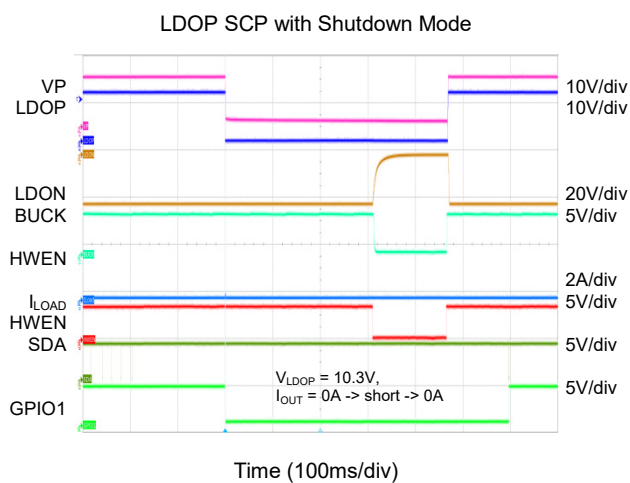 LDOP SCP with Shutdown Mode
VP
10V/div
LDOP
10V/div
LDON
20V/div
BUCK
5V/div
HWEN
2A/div
ILOAD
5V/div
HWEN
SDA
5V/div
5V/div
GPIO1
VLDOP = 10.3V,
IOUT = 0A -> short -> 0A
Time (100ms/div)